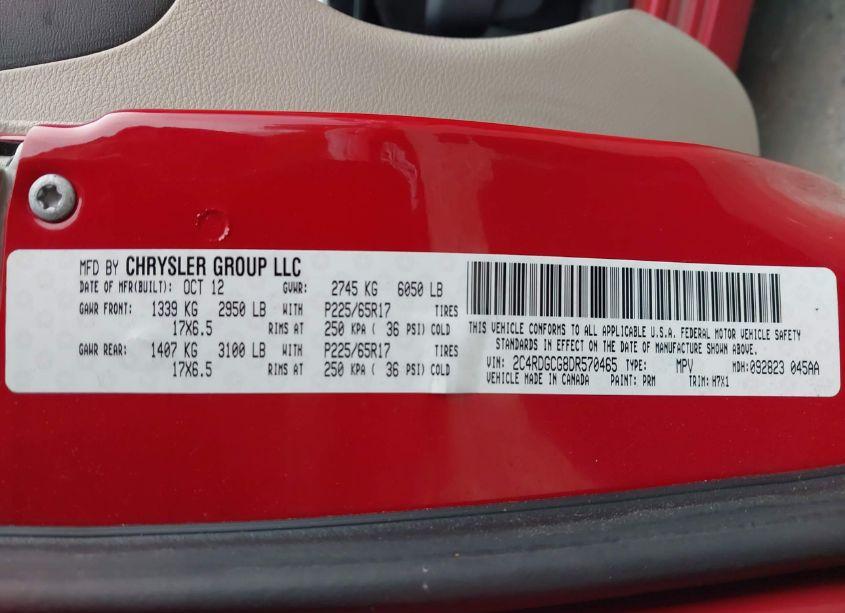 MFD BY CHRYSLER GROUP LLC
DATE OF MFR(BUILT): OCT 12 GVWR: 2745 KG 6050 LB
GAWR FRONT: 1339 KG 2950 LB WITH P225/65R17 TIRES
17X6.5 RIMS AT 250 KPA ( 36 PSI) COLD
GAWR REAR: 1407 KG 3100 LB WITH P225/65R17 TIRES
17X6.5 RIMS AT 250 KPA ( 36 PSI) COLD
THIS VEHICLE CONFORMS TO ALL APPLICABLE U.S.A. FEDERAL MOTOR VEHICLE SAFETY
STANDARDS IN EFFECT ON THE DATE OF MANUFACTURE SHOWN ABOVE.
VIN: 2C4RDGCG8DR570465 TYPE: MPV MDH:092823 045AA
VEHICLE MADE IN CANADA PAINT: PRM TRIM: H7X1